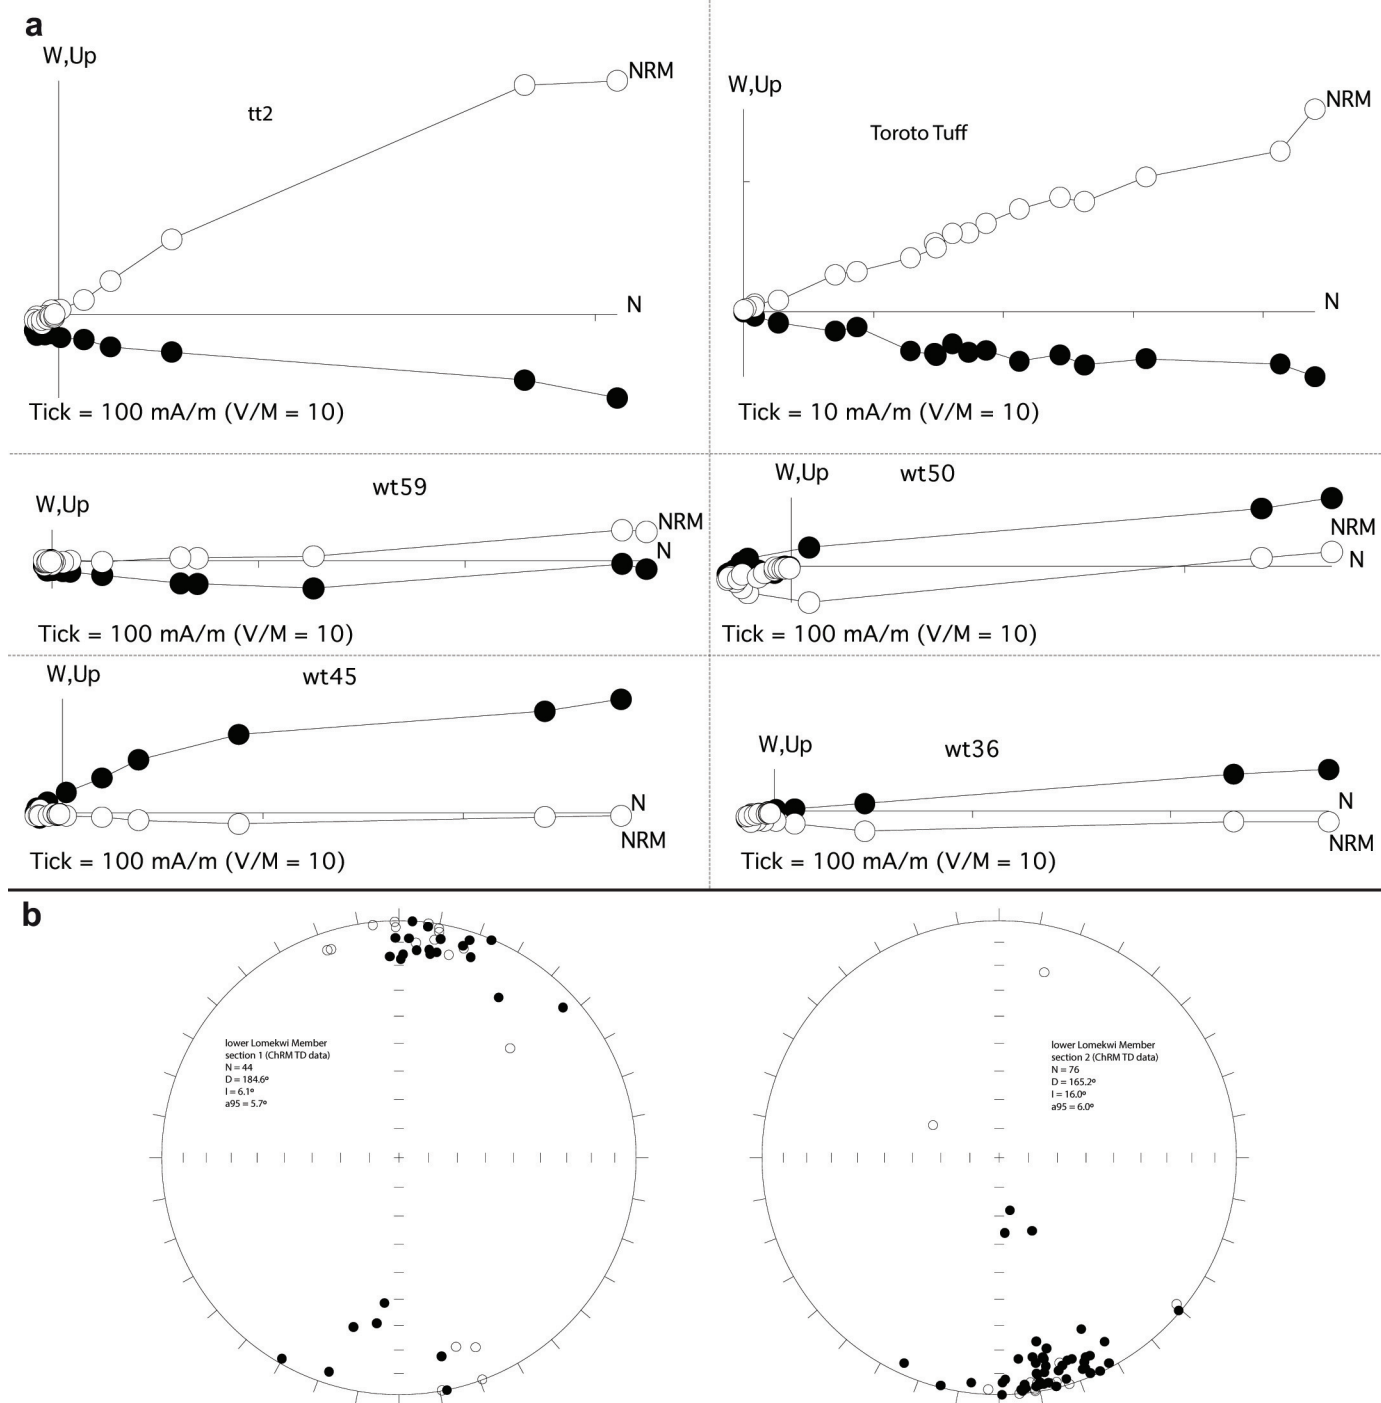 a
W,Up
tt2
NRM
N
Tick = 100 mA/m (V/M = 10)
W,Up
Toroto Tuff
NRM
N
Tick = 10 mA/m (V/M = 10)
W,Up
wt59
NRM
N
Tick = 100 mA/m (V/M = 10)
W,Up
wt50
NRM
N
Tick = 100 mA/m (V/M = 10)
W,Up
wt45
N
NRM
Tick = 100 mA/m (V/M = 10)
W,Up
wt36
N
NRM
Tick = 100 mA/m (V/M = 10)
b
lower Lomekwi Member
section 1 (ChRM TD data)
N = 44
D = 184.6º
I = 6.1º
a95 = 5.7º
lower Lomekwi Member
section 2 (ChRM TD data)
N = 76
D = 165.2º
I = 16.0º
a95 = 6.0º